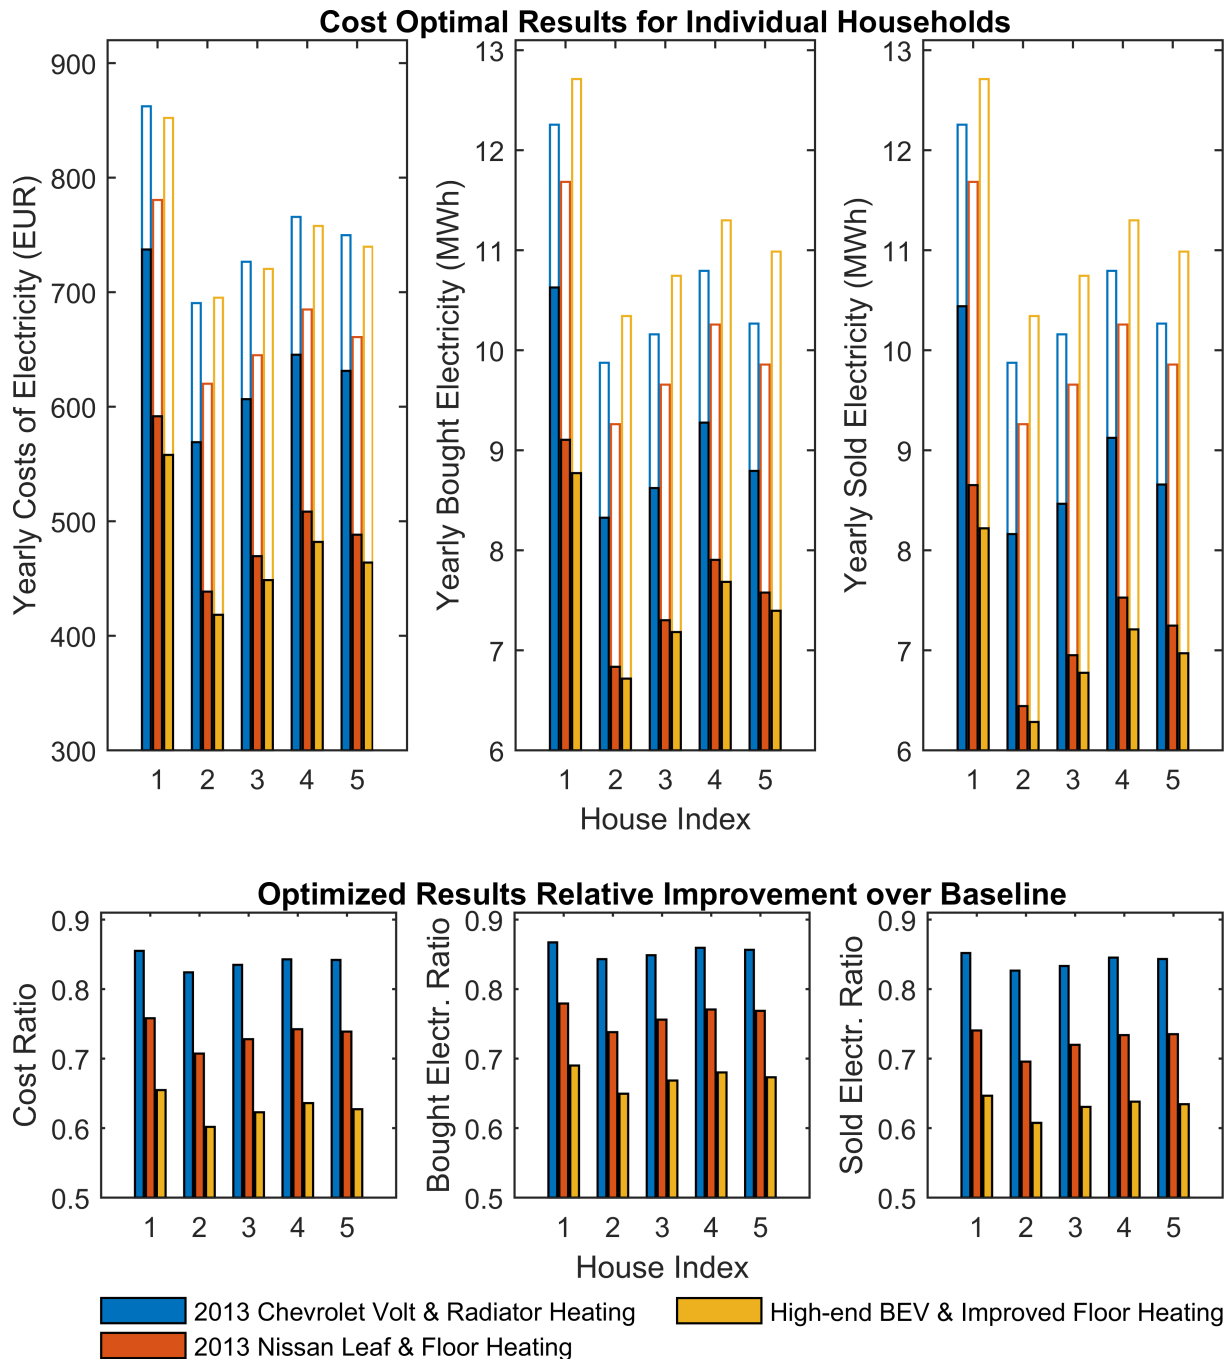 Cost Optimal Results for Individual Households
Yearly Costs of Electricity (EUR)
900
800
700
600
500
400
300
1 2 3 4 5
Yearly Bought Electricity (MWh)
13
12
11
10
9
8
7
6
1 2 3 4 5
House Index
Yearly Sold Electricity (MWh)
13
12
11
10
9
8
7
6
1 2 3 4 5
Optimized Results Relative Improvement over Baseline
Cost Ratio
0.9
0.8
0.7
0.6
0.5
1 2 3 4 5
Bought Electr. Ratio
0.9
0.8
0.7
0.6
0.5
1 2 3 4 5
House Index
Sold Electr. Ratio
0.9
0.8
0.7
0.6
0.5
1 2 3 4 5
2013 Chevrolet Volt & Radiator Heating
High-end BEV & Improved Floor Heating
2013 Nissan Leaf & Floor Heating